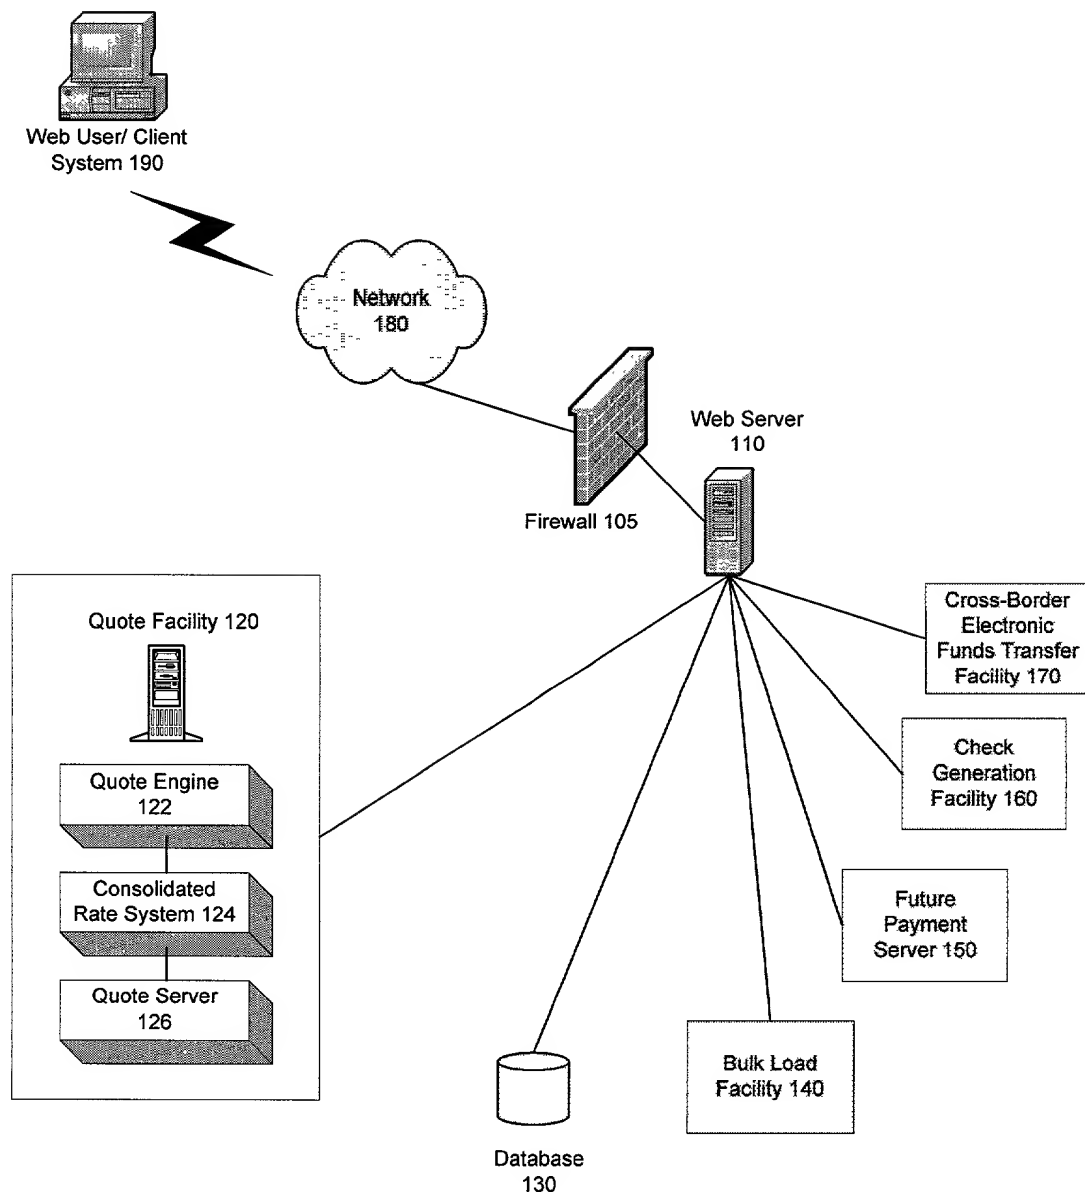 Web User/ Client
System 190
Network
180
Web Server
110
Firewall 105
Quote Facility 120
Quote Engine
122
Consolidated
Rate System 124
Quote Server
126
Cross-Border
Electronic
Funds Transfer
Facility 170
Check
Generation
Facility 160
Future
Payment
Server 150
Bulk Load
Facility 140
Database
130